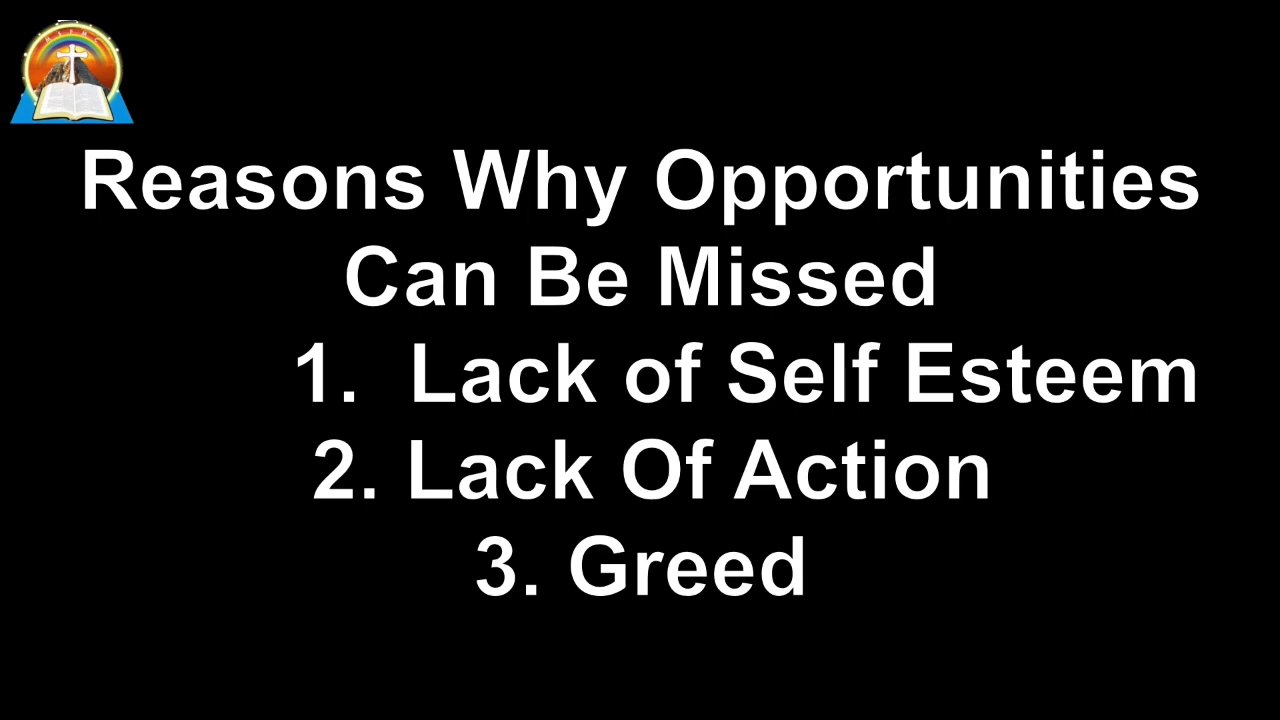 Reasons Why Opportunities
Can Be Missed
1. Lack of Self Esteem
2. Lack Of Action
3. Greed